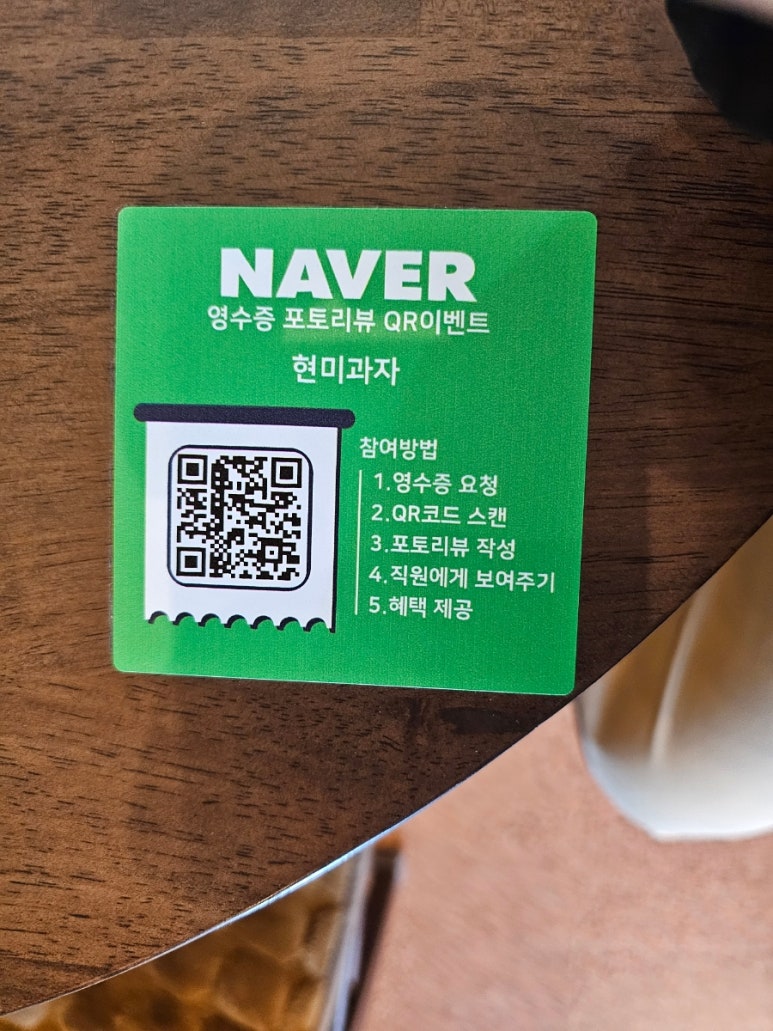 NAVER
영수증 포토리뷰 QR이벤트
현미과자
참여방법
1.영수증 요청
2.QR코드 스캔
3.포토리뷰 작성
4.직원에게 보여주기
5.혜택 제공